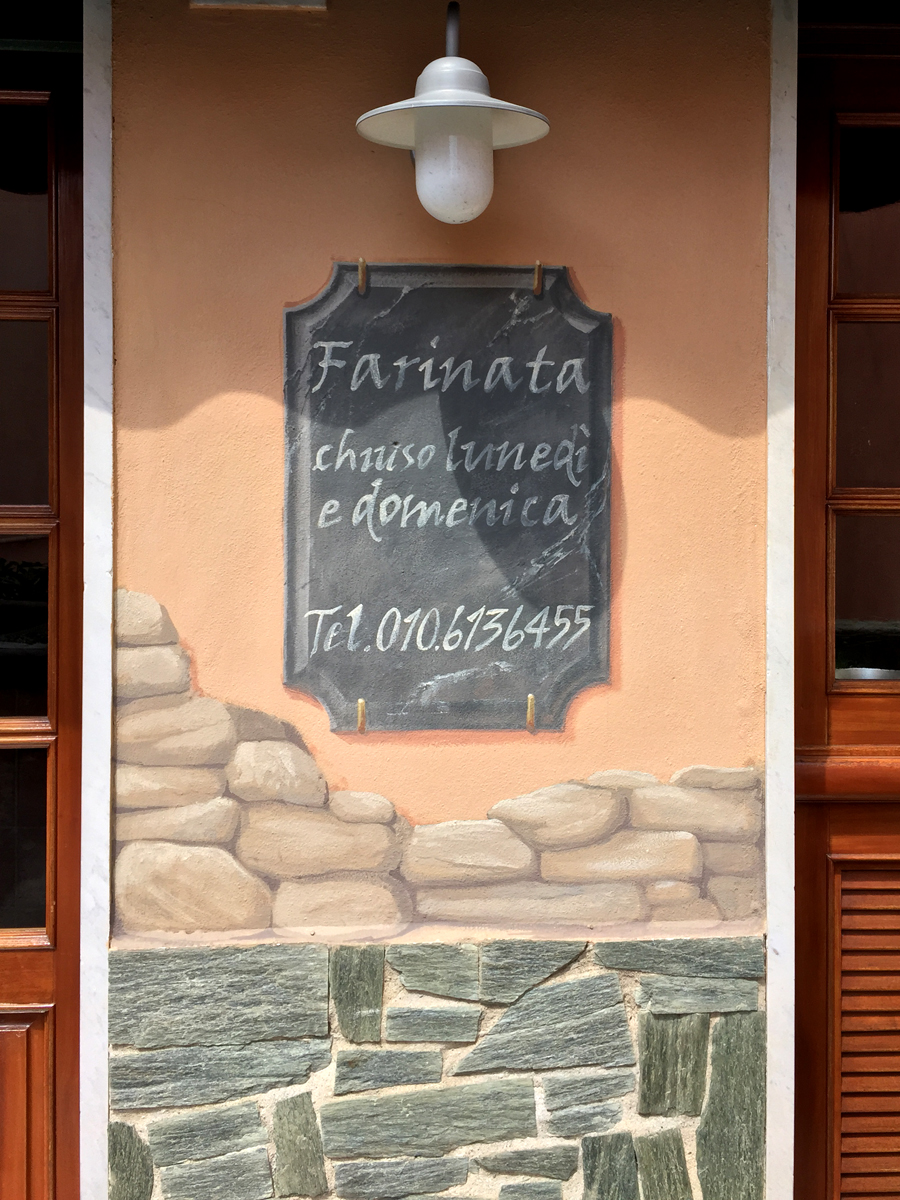 Farinata
chiuso lunedì
e domenica
Tel.010.6136455